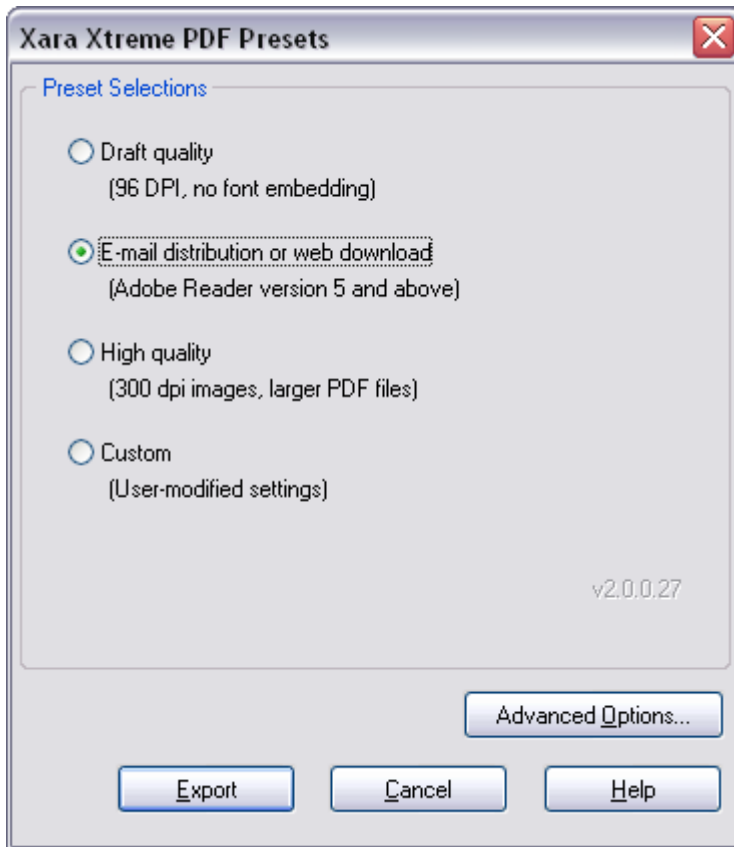 Xara Xtreme PDF Presets
Preset Selections
Draft quality
(96 DPI, no font embedding)
E-mail distribution or web download
(Adobe Reader version 5 and above)
High quality
(300 dpi images, larger PDF files)
Custom
(User-modified settings)
v2.0.0.27
Advanced Options...
Export Cancel Help